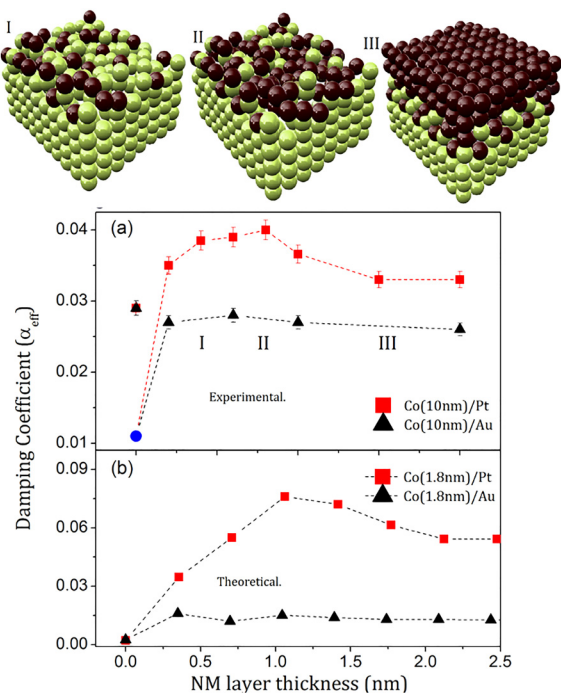 I
II
III
(a)
0.04
0.03
0.02
0.01
I II III
Experimental.
Co(10nm)/Pt
Co(10nm)/Au
Damping Coefficient (αeff)
(b)
0.09
0.06
0.03
0.00
Co(1.8nm)/Pt
Co(1.8nm)/Au
Theoretical.
0.0 0.5 1.0 1.5 2.0 2.5
NM layer thickness (nm)